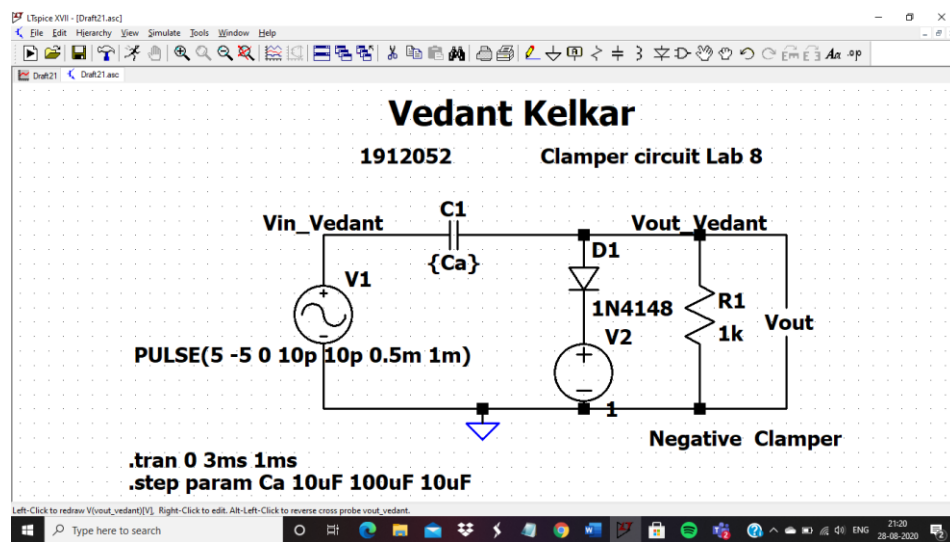 LTspice XVII - [Draft21.asc]
File Edit Hierarchy View Simulate Tools Window Help
Aa .op
Draft21 Draft21.asc
Vedant Kelkar
1912052 Clamper circuit Lab 8
C1
Vin_Vedant Vout_Vedant
{Ca} D1
V1
1N4148 R1
V2 1k Vout
PULSE(5 -5 0 10p 10p 0.5m 1m)
1
Negative Clamper
.tran 0 3ms 1ms
.step param Ca 10uF 100uF 10uF
Left-Click to redraw V(vout_vedant)[V], Right-Click to edit. Alt-Left-Click to reverse cross probe vout_vedant.
Type here to search
ENG
21:20
28-08-2020